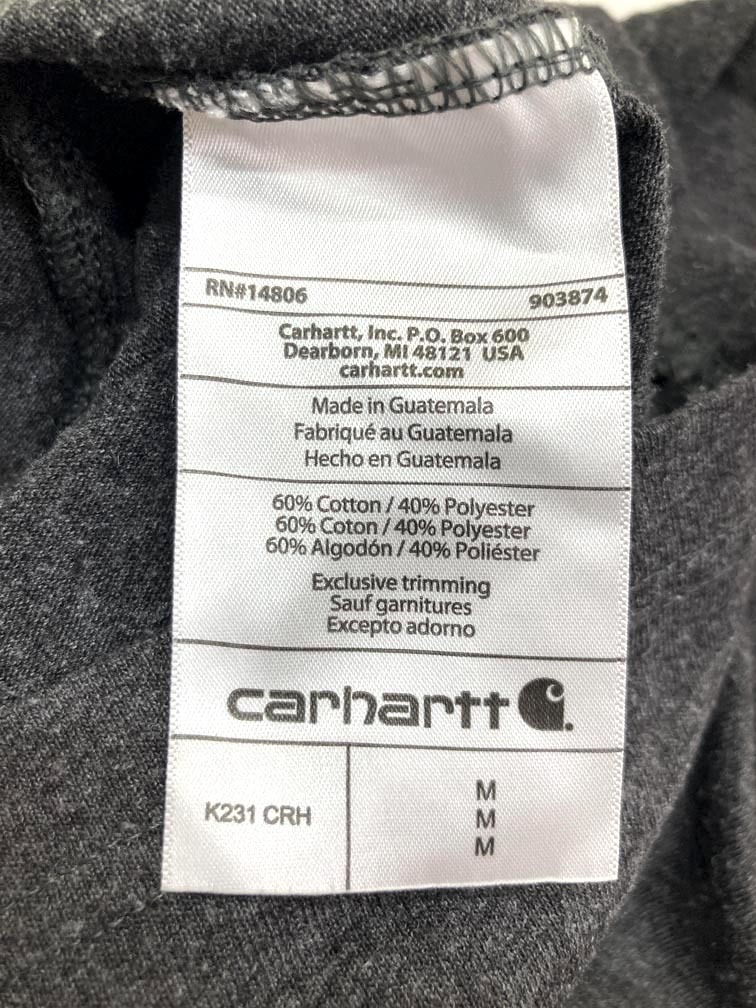 RN#14806 903874
Carhartt, Inc. P.O. Box 600
Dearborn, MI 48121 USA
carhartt.com
Made in Guatemala
Fabriqué au Guatemala
Hecho en Guatemala
60% Cotton / 40% Polyester
60% Coton / 40% Polyester
60% Algodón / 40% Poliéster
Exclusive trimming
Sauf garnitures
Excepto adorno
carhartt
K231 CRH
M
M
M